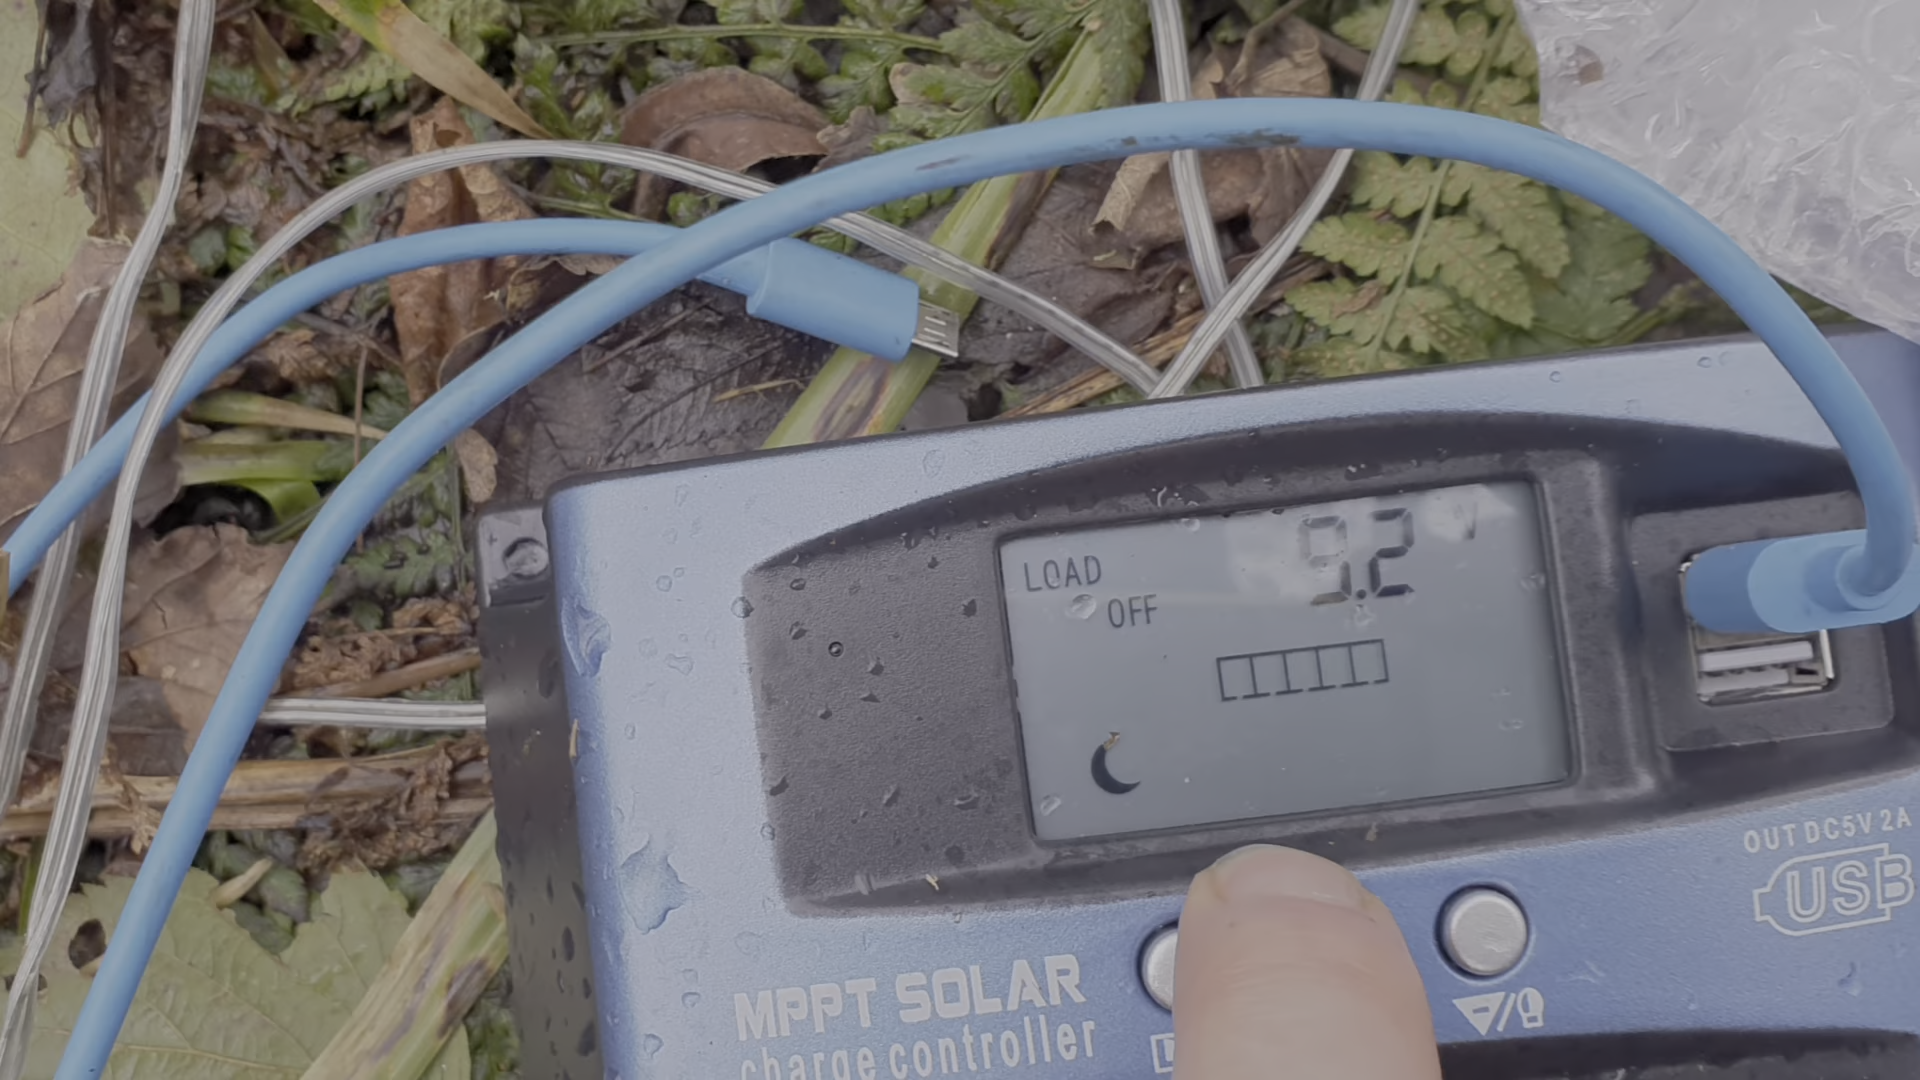 LOAD
9.2 V
OFF
OUT DC5V 2A
USB
MPPT SOLAR
charge controller